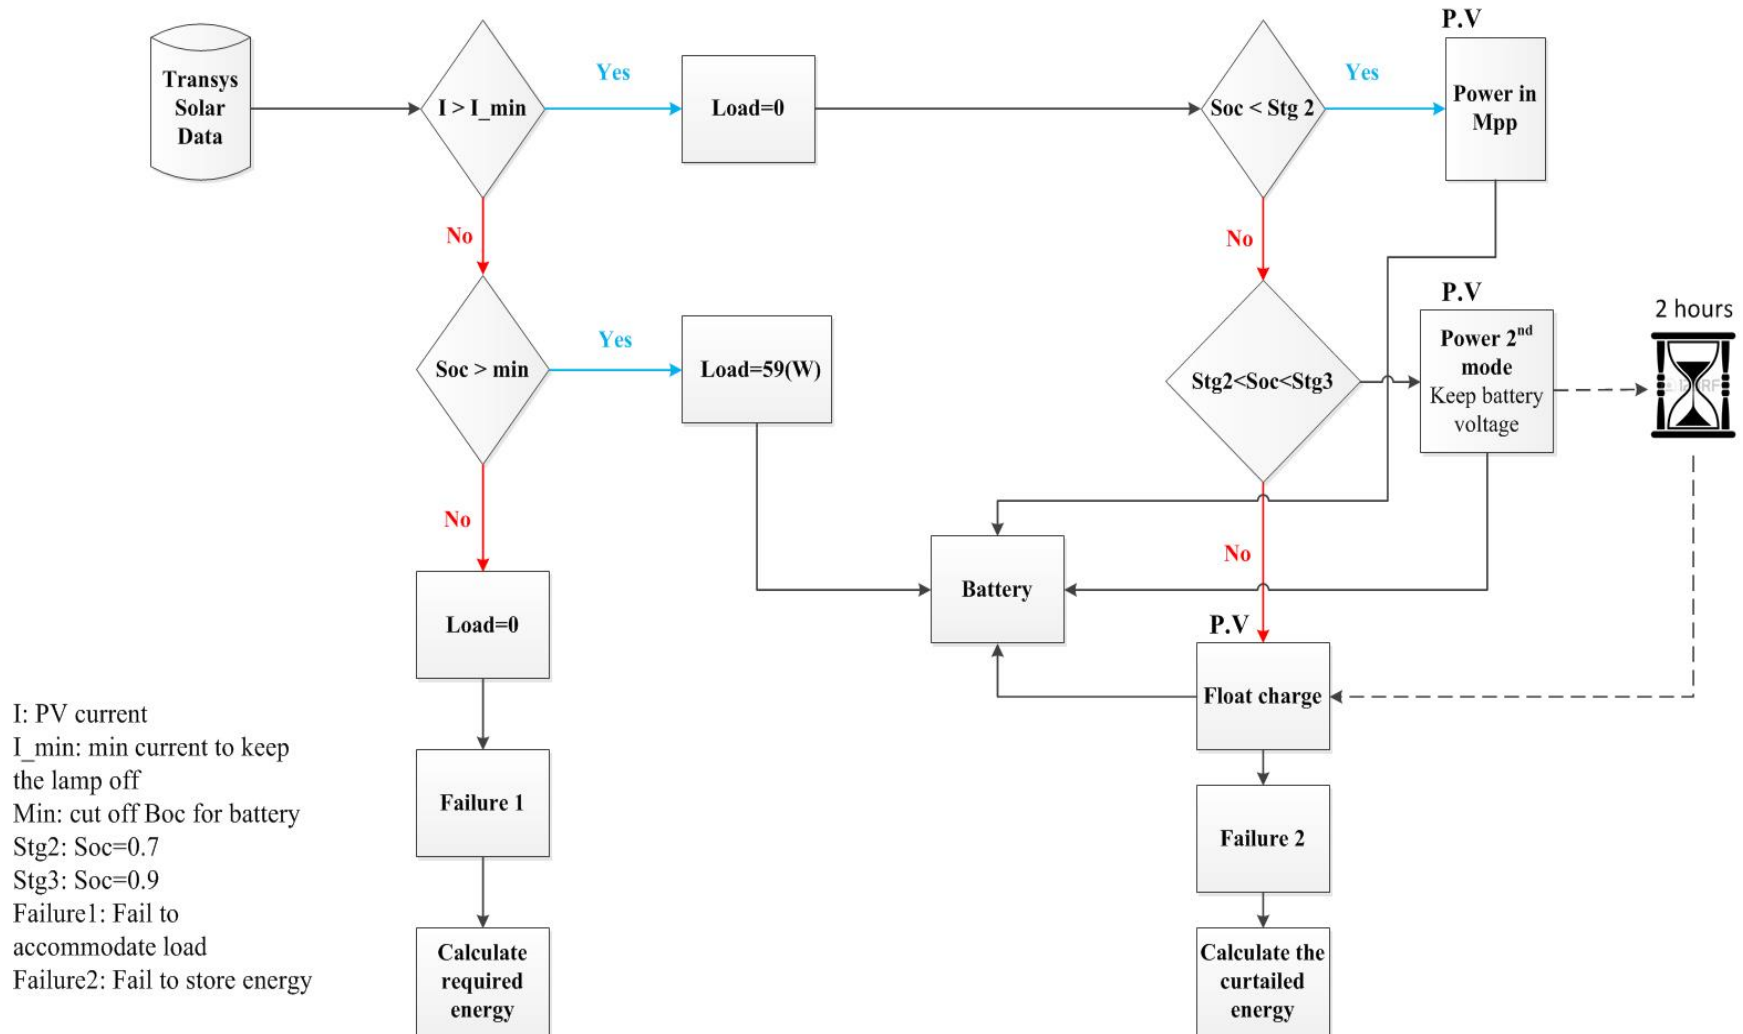 P.V
Transys
Solar
Data
I > I_min
Yes
Load=0
Soc < Stg 2
Yes
Power in
Mpp
No
No
P.V
2 hours
Soc > min
Yes
Load=59(W)
Stg2<Soc<Stg3
Power 2nd
mode
Keep battery
voltage
No
No
Battery
Load=0
P.V
Float charge
I: PV current
I_min: min current to keep
the lamp off
Min: cut off Boc for battery
Stg2: Soc=0.7
Stg3: Soc=0.9
Failure1: Fail to
accommodate load
Failure2: Fail to store energy
Failure 1
Failure 2
Calculate
required
energy
Calculate the
curtailed
energy